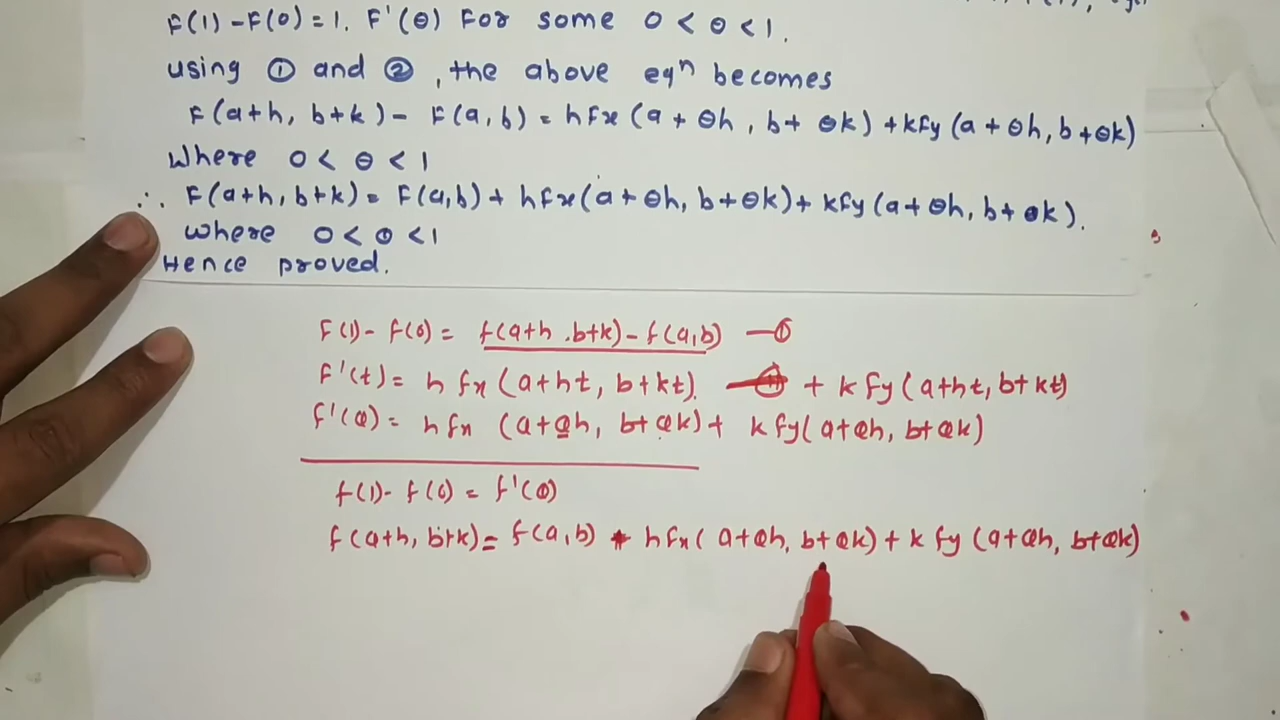 F(1) - F(0) = 1. F'(θ) For some 0 < θ < 1.
using ① and ②, the above eqⁿ becomes
F(a+h, b+k) - F(a,b) = hfx(a + θh, b + θk) + kfy(a + θh, b + θk)
Where 0 < θ < 1
∴ F(a+h, b+k) = F(a,b) + hfx(a + θh, b + θk) + kfy(a + θh, b + θk).
where 0 < θ < 1
Hence proved.
F(1) - F(0) = f(a+h, b+k) - f(a,b) —①
F'(t) = h fx (a+ht, b+kt) + k fy (a+ht, b+kt)
f'(θ) = h fx (a+θh, b+θk) + k fy (a+θh, b+θk)
f(1) - f(0) = f'(θ)
f(a+h, b+k) = f(a,b) + hfx(a+θh, b+θk) + k fy (a+θh, b+θk)